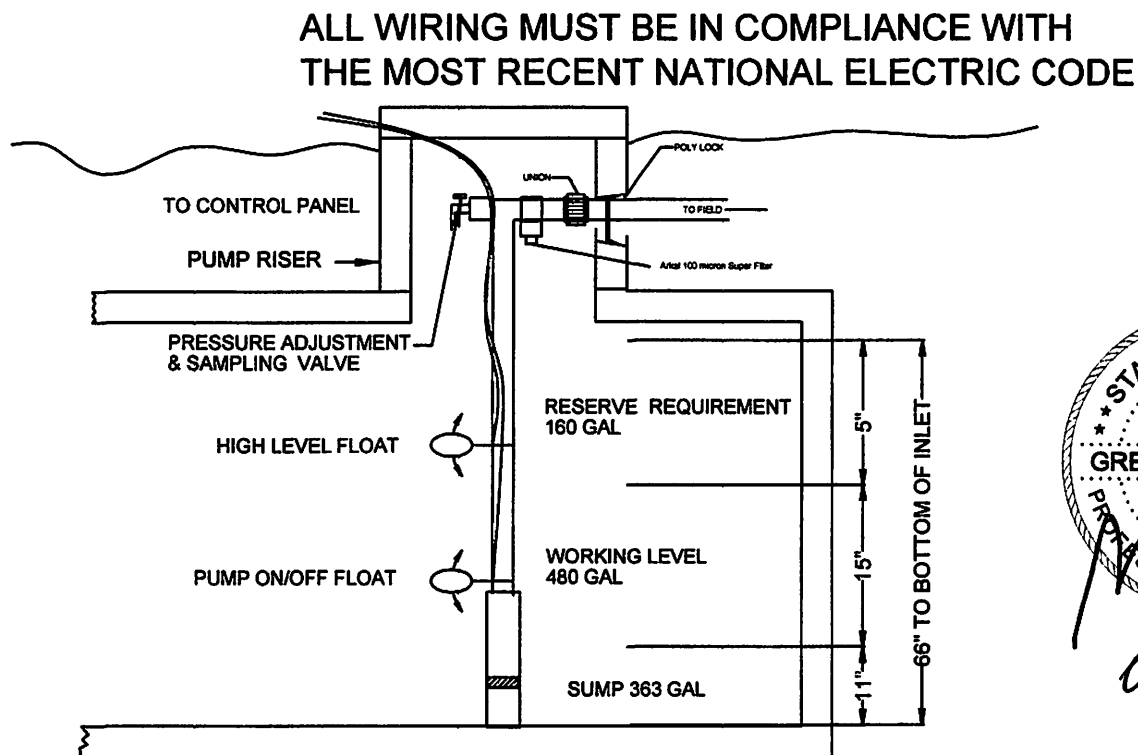 ALL WIRING MUST BE IN COMPLIANCE WITH
THE MOST RECENT NATIONAL ELECTRIC CODE
POLY LOCK
UNION
TO CONTROL PANEL
TO FIELD
PUMP RISER
Arkal 100 micron Super Filter
PRESSURE ADJUSTMENT
& SAMPLING VALVE
RESERVE REQUIREMENT
160 GAL
5"
HIGH LEVEL FLOAT
66" TO BOTTOM OF INLET
WORKING LEVEL
480 GAL
15"
PUMP ON/OFF FLOAT
SUMP 363 GAL
11"